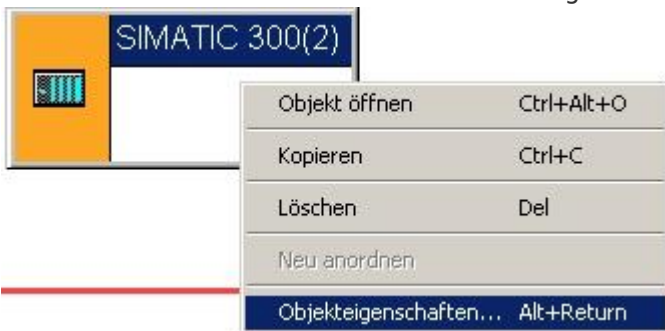 SIMATIC 300(2)
Objekt öffnen Ctrl+Alt+O
Kopieren Ctrl+C
Löschen Del
Neu anordnen
Objekteigenschaften... Alt+Return